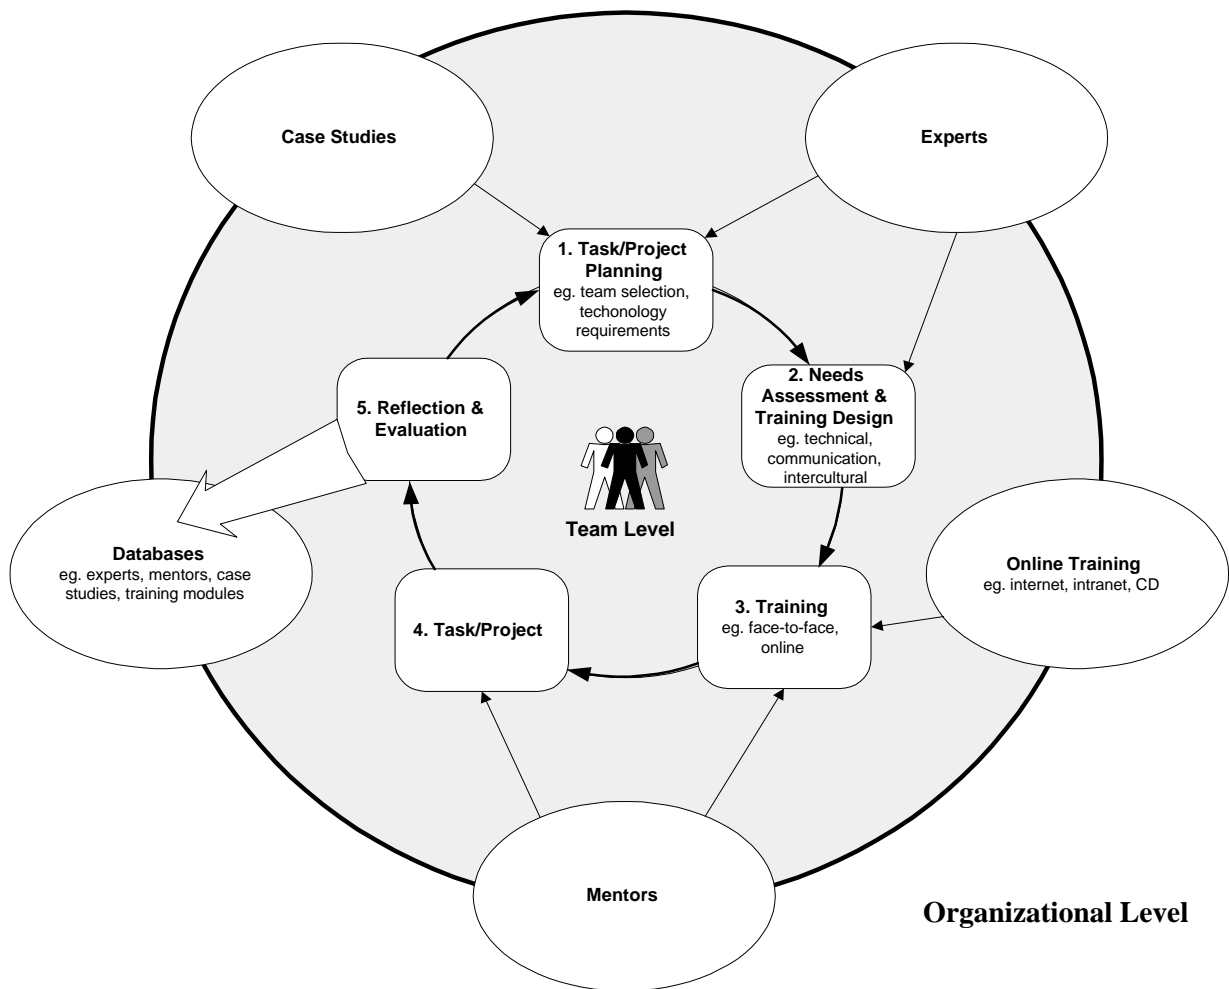 Case Studies
Experts
1. Task/Project
Planning
eg. team selection,
techonology
requirements
2. Needs
Assessment &
Training Design
eg. technical,
communication,
intercultural
5. Reflection &
Evaluation
Team Level
Databases
eg. experts, mentors, case
studies, training modules
Online Training
eg. internet, intranet, CD
4. Task/Project
3. Training
eg. face-to-face,
online
Mentors
Organizational Level